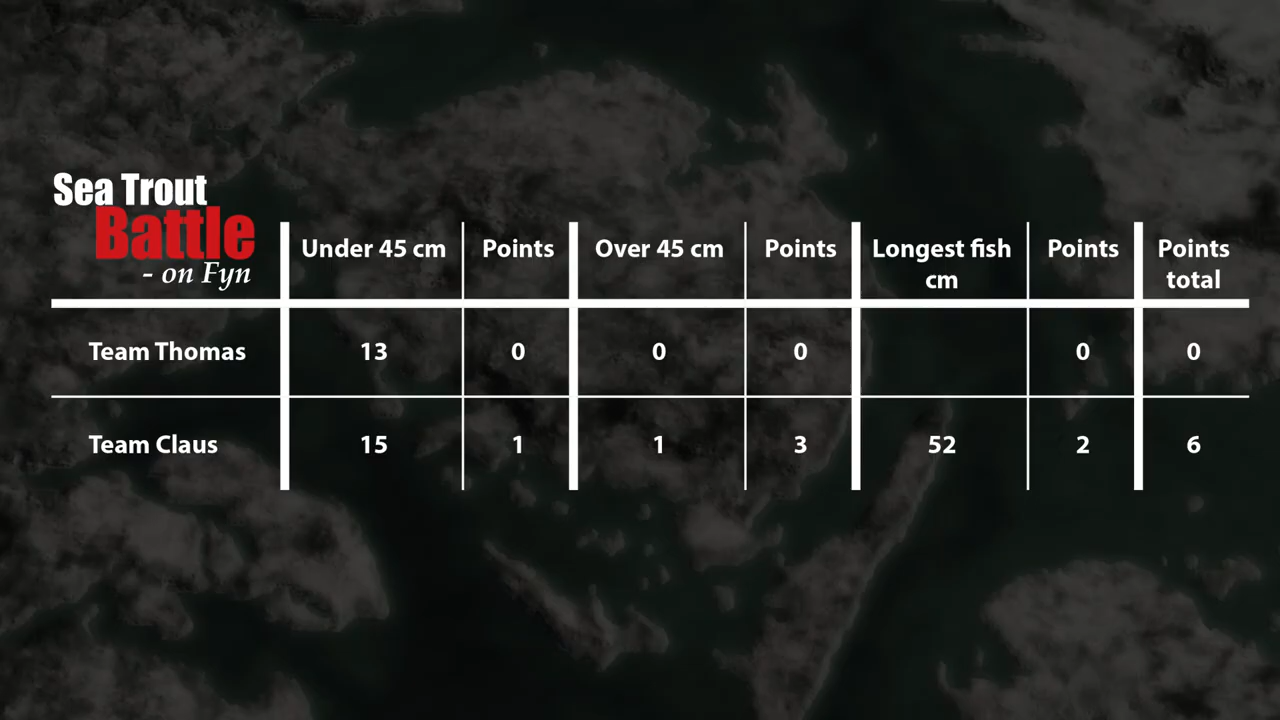 Sea Trout
Battle
- on Fyn
Under 45 cm Points Over 45 cm Points Longest fish cm Points Points total
Team Thomas 13 0 0 0 0 0
Team Claus 15 1 1 3 52 2 6